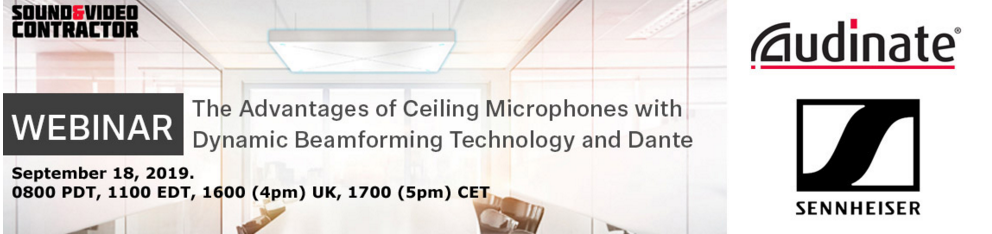 SOUND&VIDEO
CONTRACTOR
WEBINAR
The Advantages of Ceiling Microphones with
Dynamic Beamforming Technology and Dante
September 18, 2019.
0800 PDT, 1100 EDT, 1600 (4pm) UK, 1700 (5pm) CET
Audinate®
SENNHEISER